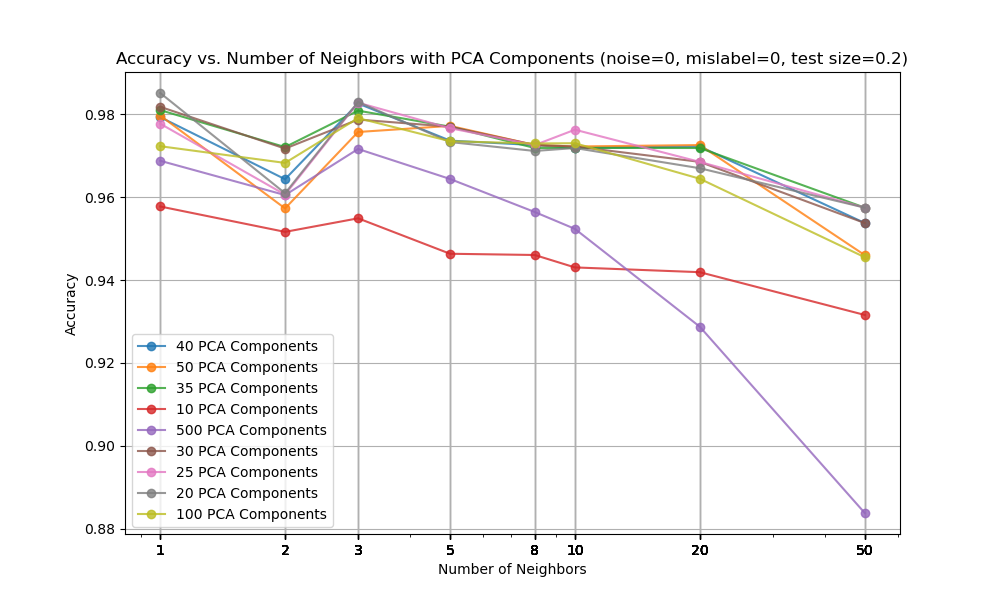 Accuracy vs. Number of Neighbors with PCA Components (noise=0, mislabel=0, test size=0.2)
0.98
0.96
0.94
0.92
0.90
0.88
Accuracy
40 PCA Components
50 PCA Components
35 PCA Components
10 PCA Components
500 PCA Components
30 PCA Components
25 PCA Components
20 PCA Components
100 PCA Components
1 2 3 5 8 10 20 50
Number of Neighbors